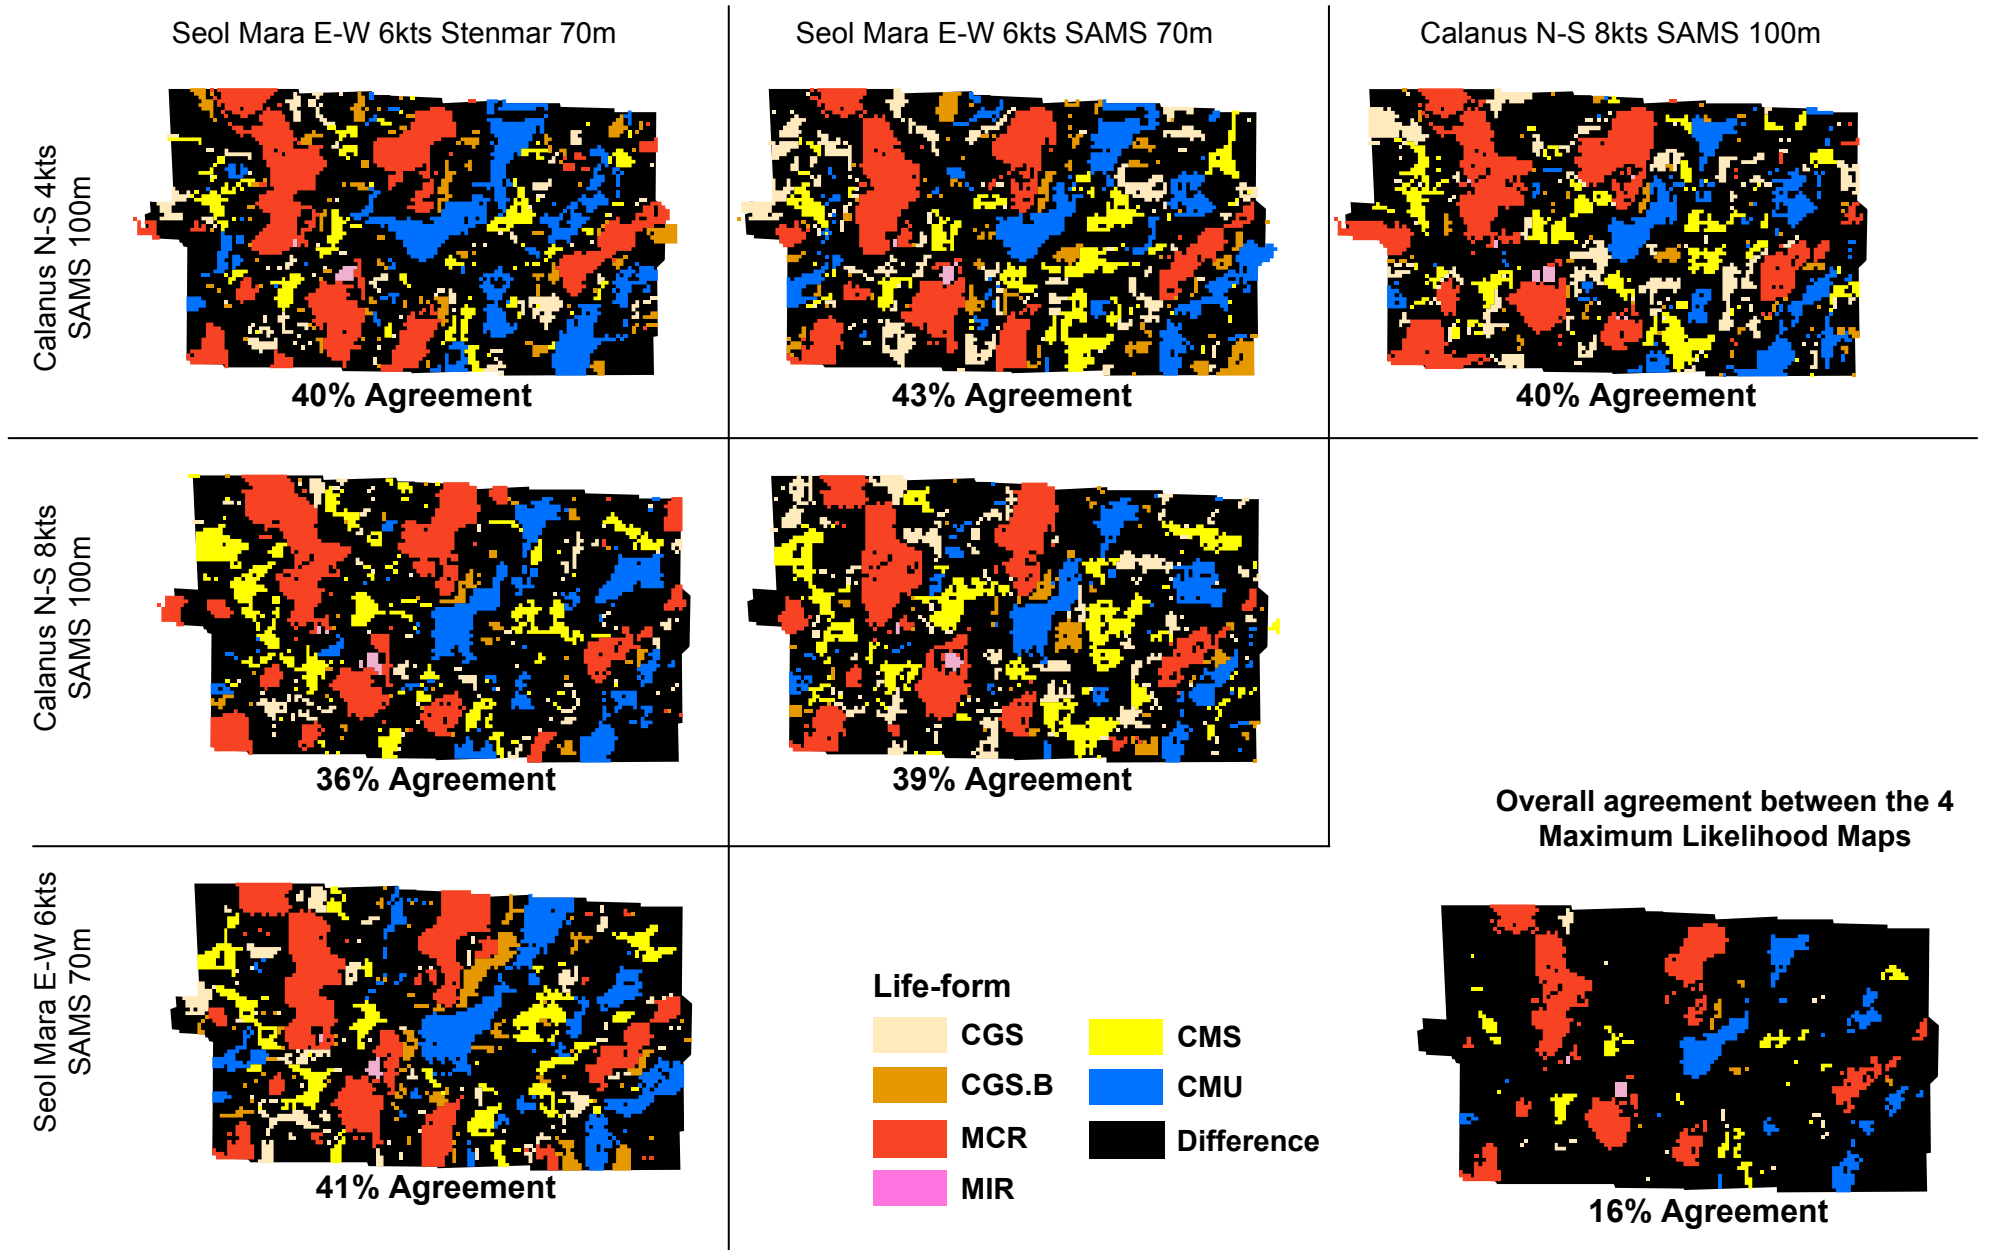 Seol Mara E-W 6kts Stenmar 70m
Seol Mara E-W 6kts SAMS 70m
Calanus N-S 8kts SAMS 100m
Calanus N-S 4kts
SAMS 100m
40% Agreement
43% Agreement
40% Agreement
Calanus N-S 8kts
SAMS 100m
36% Agreement
39% Agreement
Overall agreement between the 4
Maximum Likelihood Maps
Seol Mara E-W 6kts
SAMS 70m
41% Agreement
Life-form
CGS
CMS
CGS.B
CMU
MCR
Difference
MIR
16% Agreement